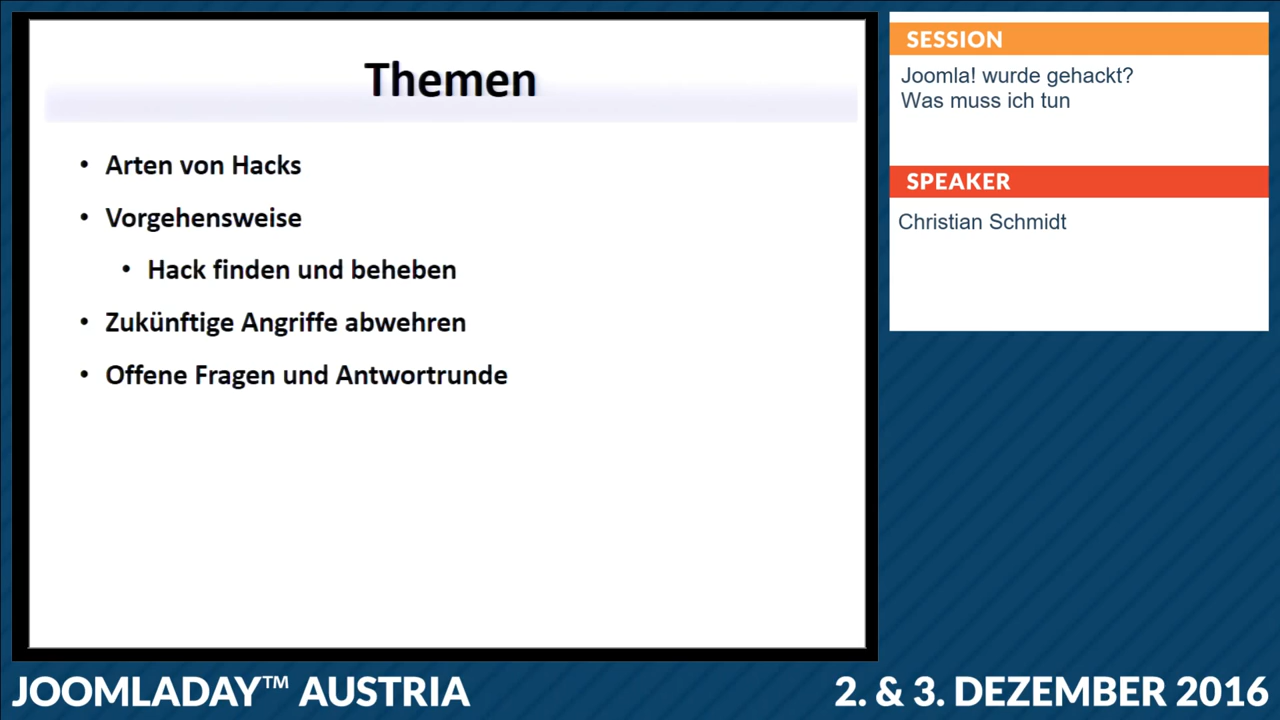 Themen
• Arten von Hacks
• Vorgehensweise
• Hack finden und beheben
• Zukünftige Angriffe abwehren
• Offene Fragen und Antwortrunde
SESSION
Joomla! wurde gehackt?
Was muss ich tun
SPEAKER
Christian Schmidt
JOOMLADAY™ AUSTRIA
2. & 3. DEZEMBER 2016